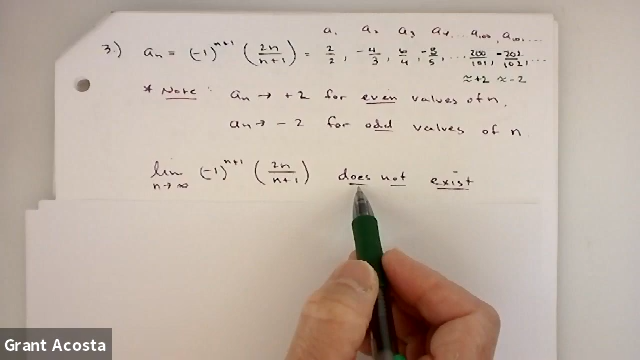 a₁ a₂ a₃ a₄... a₁₀₀, a₁₀₁...
3.) aₙ = (-1)ⁿ⁺¹ (2n/(n+1)) = 2/2, -4/3, 6/4, -8/5, ... 200/101, -202/102, ...
≈+2 ≈-2
* Note: aₙ → +2 for even values of n.
aₙ → -2 for odd values of n
lim n→∞ (-1)ⁿ⁺¹ (2n/(n+1)) does not exist
Grant Acosta